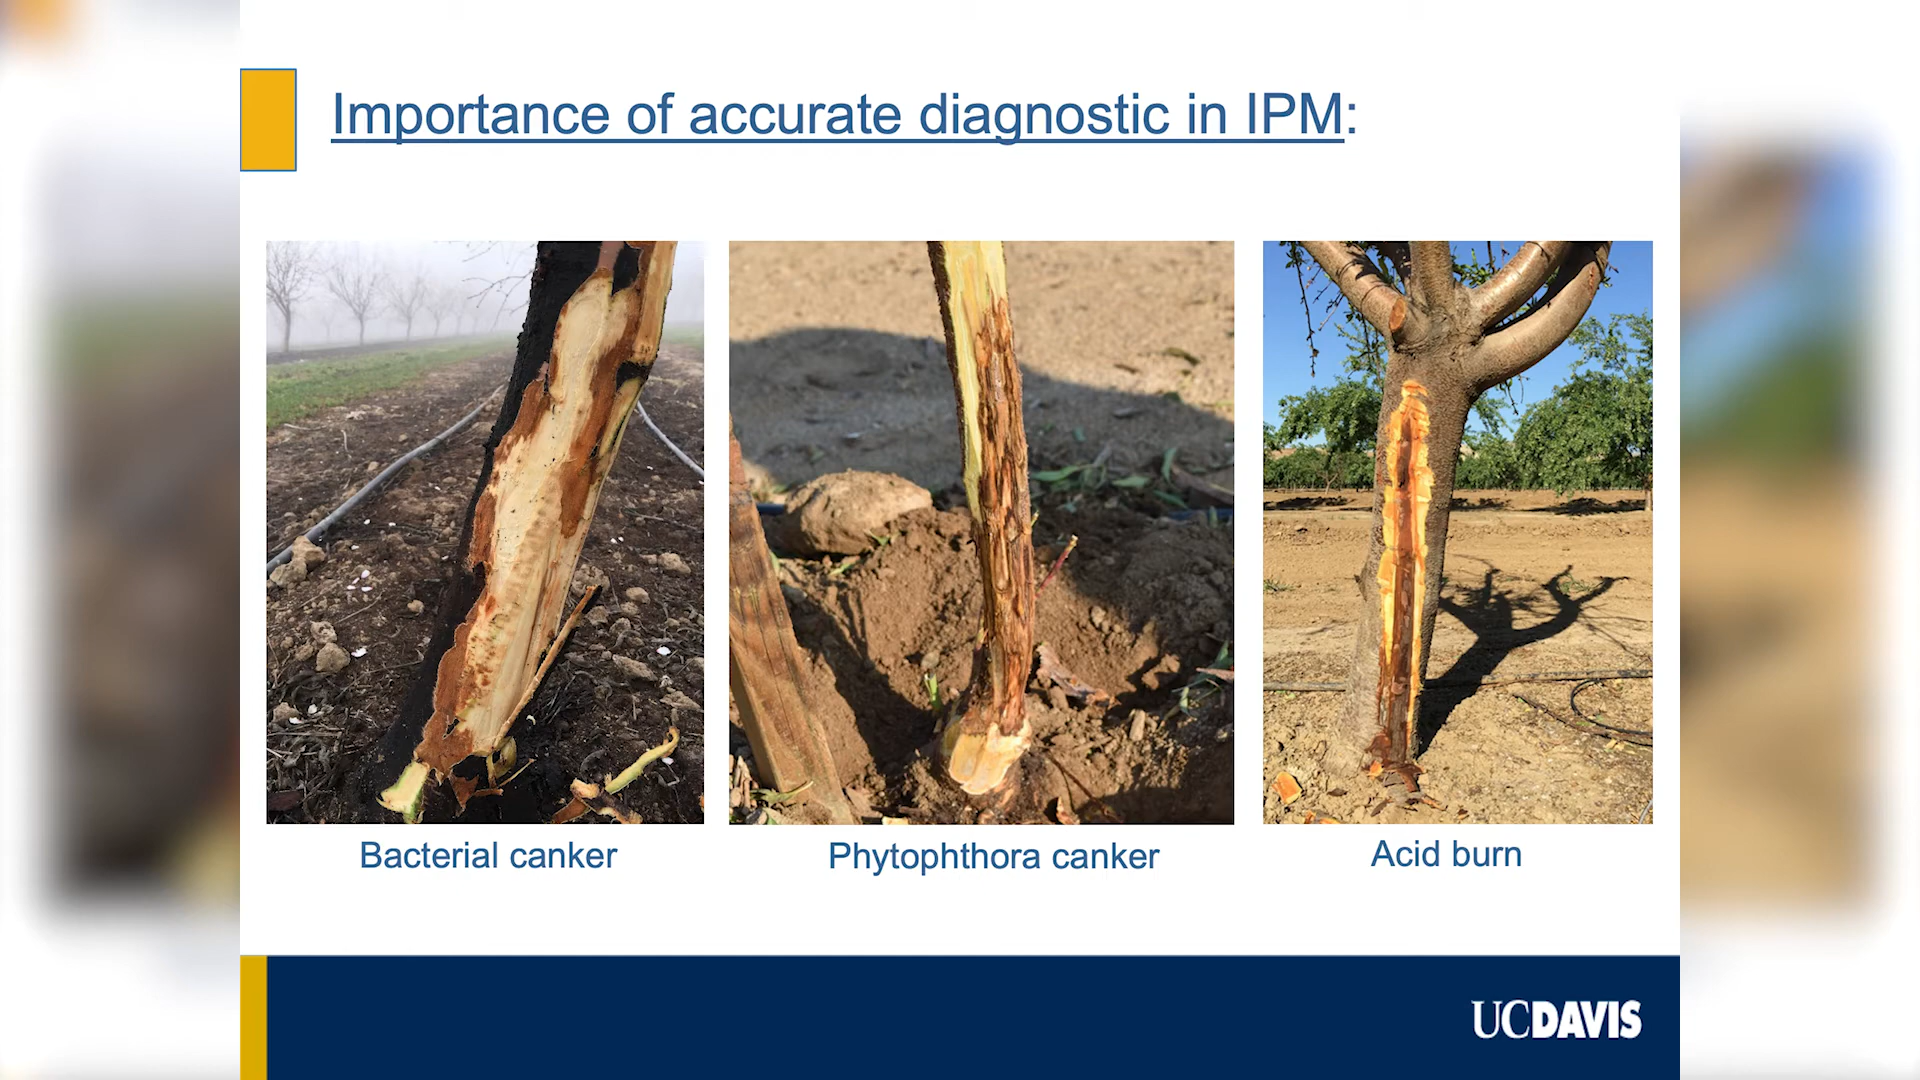 Importance of accurate diagnostic in IPM:
Bacterial canker
Phytophthora canker
Acid burn
UCDAVIS